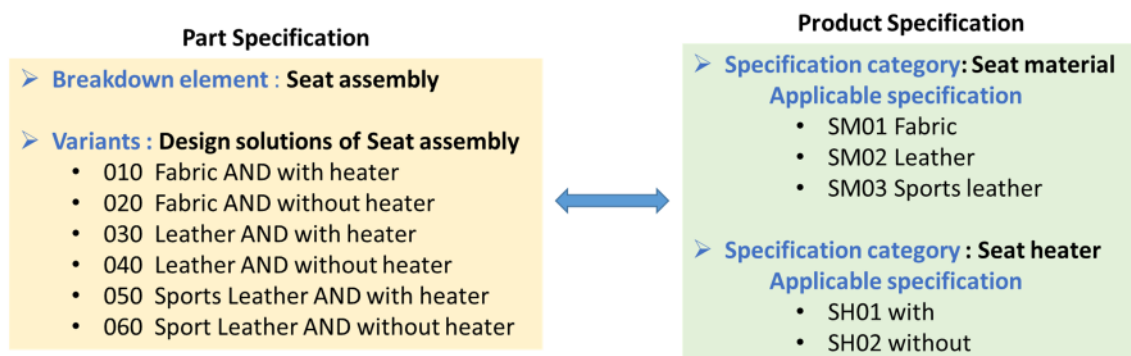 Part Specification
➢ Breakdown element : Seat assembly
➢ Variants : Design solutions of Seat assembly
• 010 Fabric AND with heater
• 020 Fabric AND without heater
• 030 Leather AND with heater
• 040 Leather AND without heater
• 050 Sports Leather AND with heater
• 060 Sport Leather AND without heater
Product Specification
➢ Specification category: Seat material
Applicable specification
• SM01 Fabric
• SM02 Leather
• SM03 Sports leather
➢ Specification category : Seat heater
Applicable specification
• SH01 with
• SH02 without